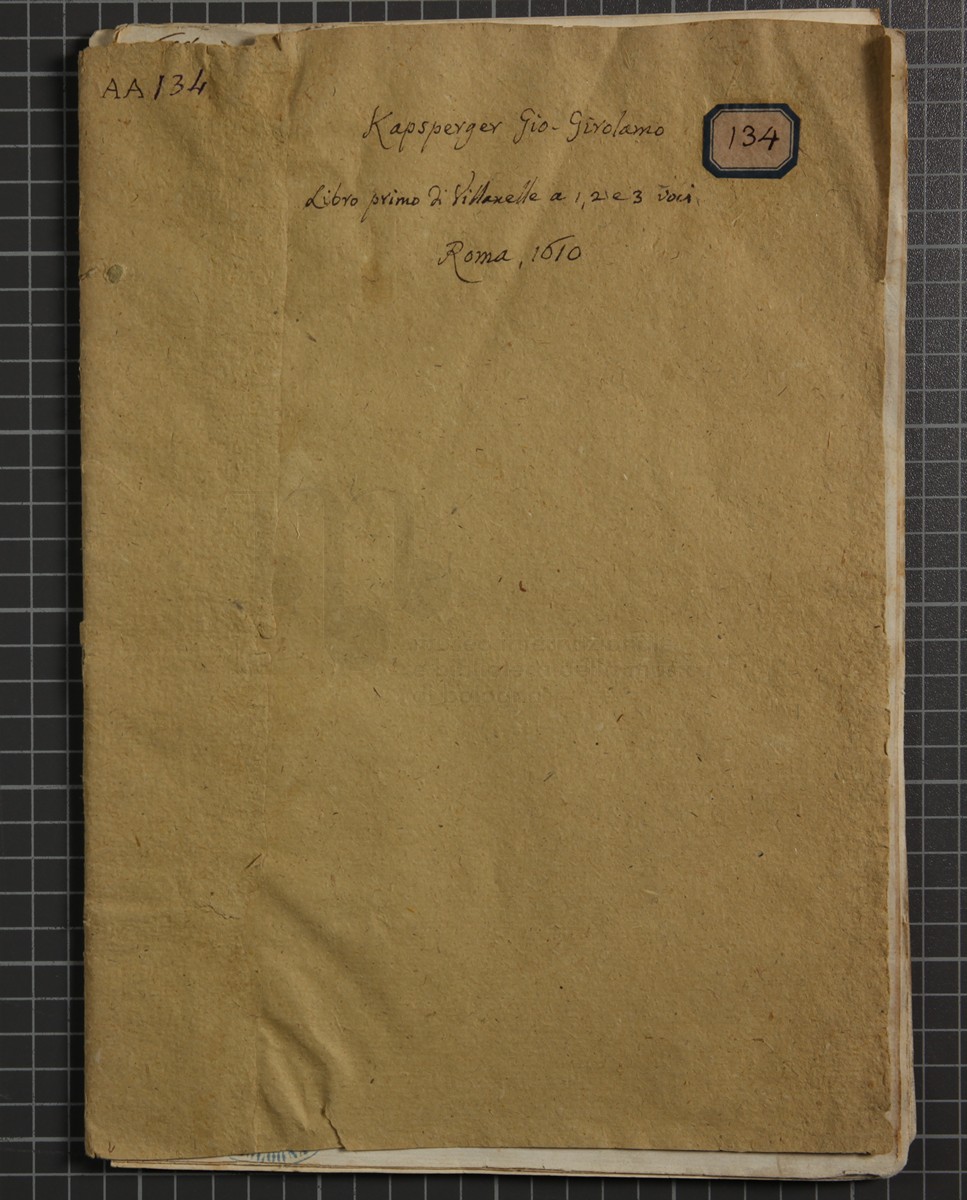 AA 134
Kapsperger Gio-Girolamo
134
Libro primo di Villanelle a 1, 2 e 3 voci.
Roma, 1610